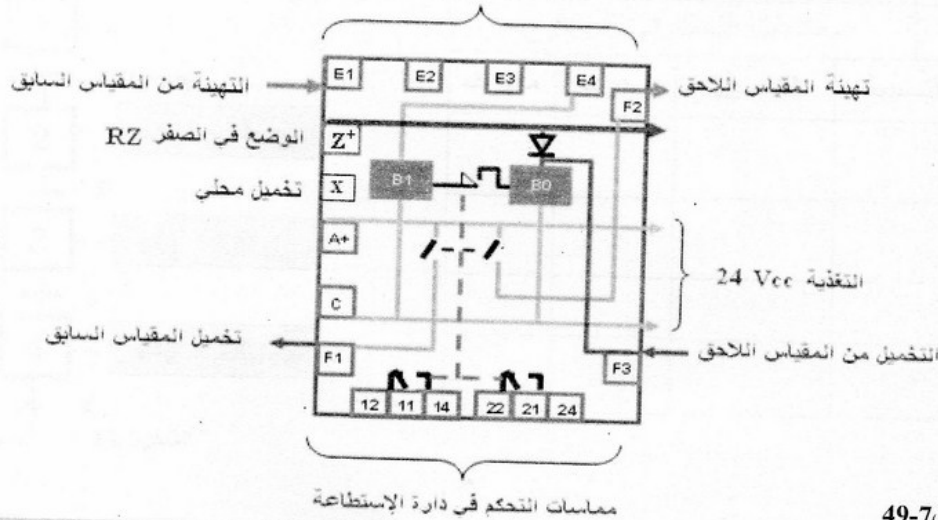 E1 E2 E3 E4
التهيئة من المقياس السابق
تهيئة المقياس اللاحق
F2
الوضع في الصفر RZ
Z+
تخميل محلي
X
B1 B0
A+
التغذية 24 Vcc
C
تخميل المقياس السابق
التخميل من المقياس اللاحق
F1 F3
12 11 14 22 21 24
مماسات التحكم في دارة الإستطاعة
49-7